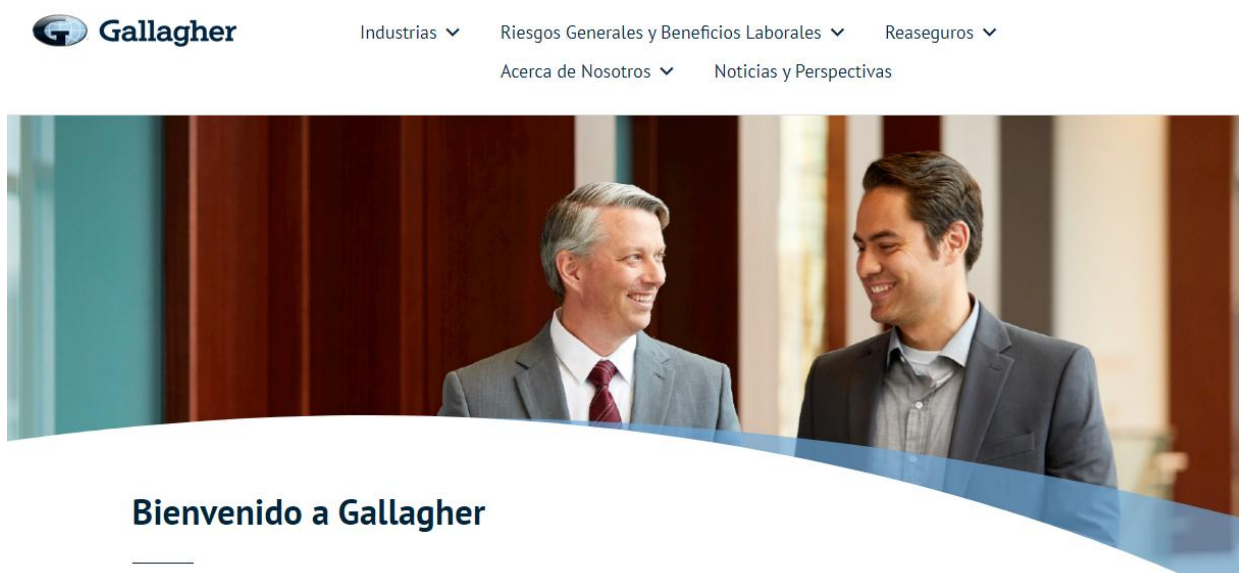 Gallagher
Industrias
Riesgos Generales y Beneficios Laborales
Reaseguros
Acerca de Nosotros
Noticias y Perspectivas
Bienvenido a Gallagher